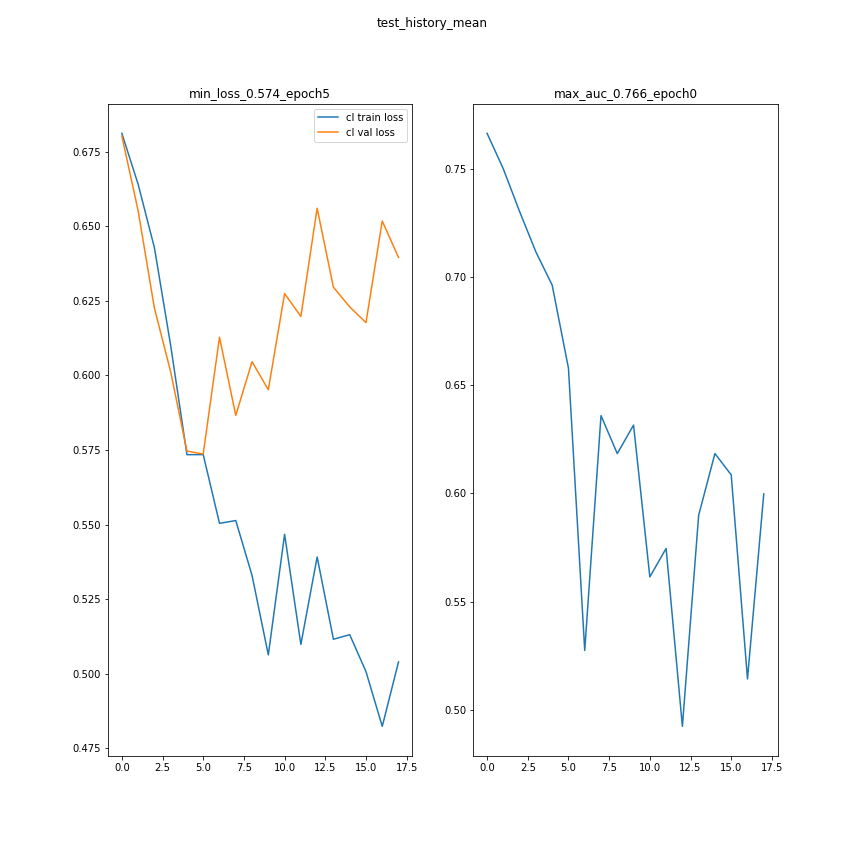 test_history_mean
min_loss_0.574_epoch5
cl train loss
cl val loss
0.675
0.650
0.625
0.600
0.575
0.550
0.525
0.500
0.475
0.0 2.5 5.0 7.5 10.0 12.5 15.0 17.5
max_auc_0.766_epoch0
0.75
0.70
0.65
0.60
0.55
0.50
0.0 2.5 5.0 7.5 10.0 12.5 15.0 17.5